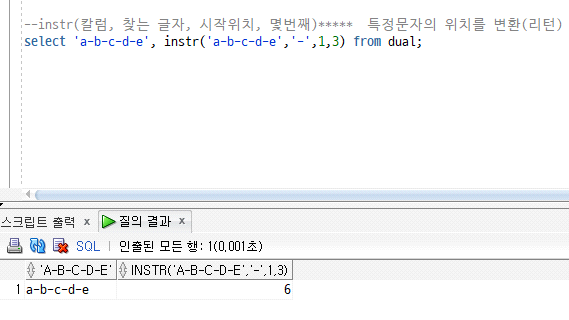 --instr(칼럼, 찾는 글자, 시작위치, 몇번째)***** 특정문자의 위치를 변환(리턴)
select 'a-b-c-d-e', instr('a-b-c-d-e','-',1,3) from dual;
스크립트 출력 x 질의 결과 x
SQL | 인출된 모든 행: 1(0,001초)
'A-B-C-D-E' INSTR('A-B-C-D-E','-',1,3)
1 a-b-c-d-e 6